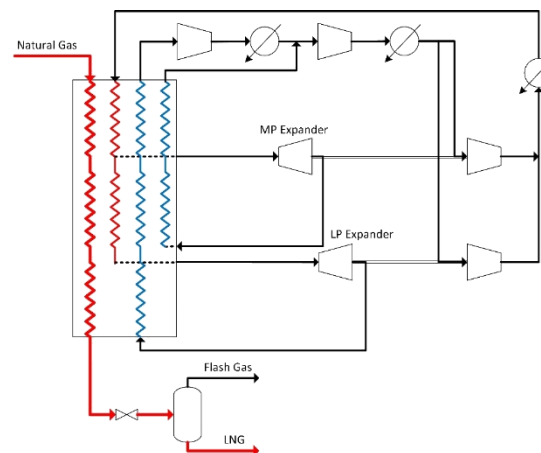 Natural Gas
MP Expander
LP Expander
Flash Gas
LNG